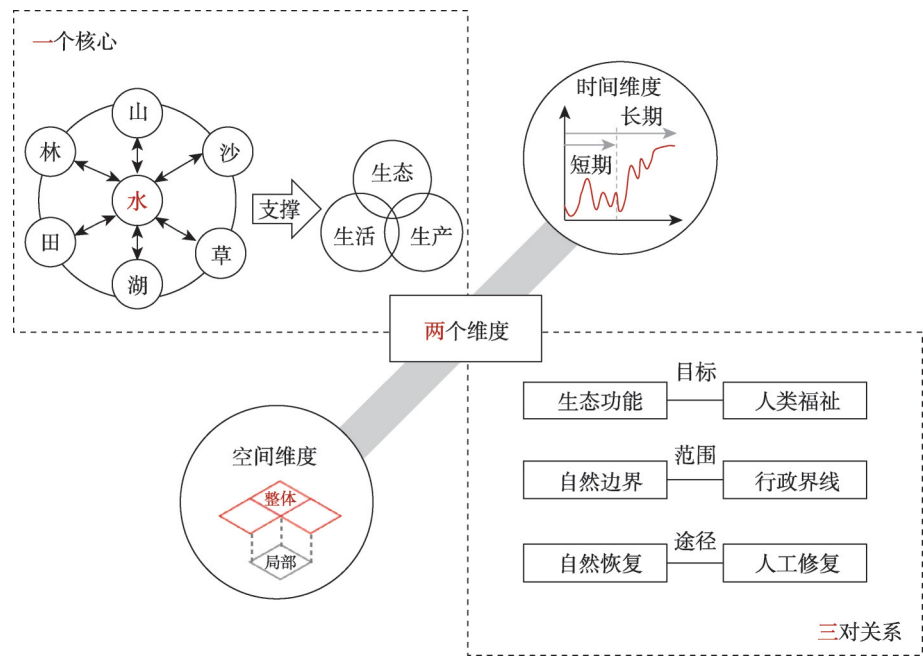 一个核心
山
林
沙
水
田
草
湖
支撑
生态
生活
生产
时间维度
长期
短期
两个维度
空间维度
整体
局部
目标
生态功能
人类福祉
范围
自然边界
行政界线
途径
自然恢复
人工修复
三对关系